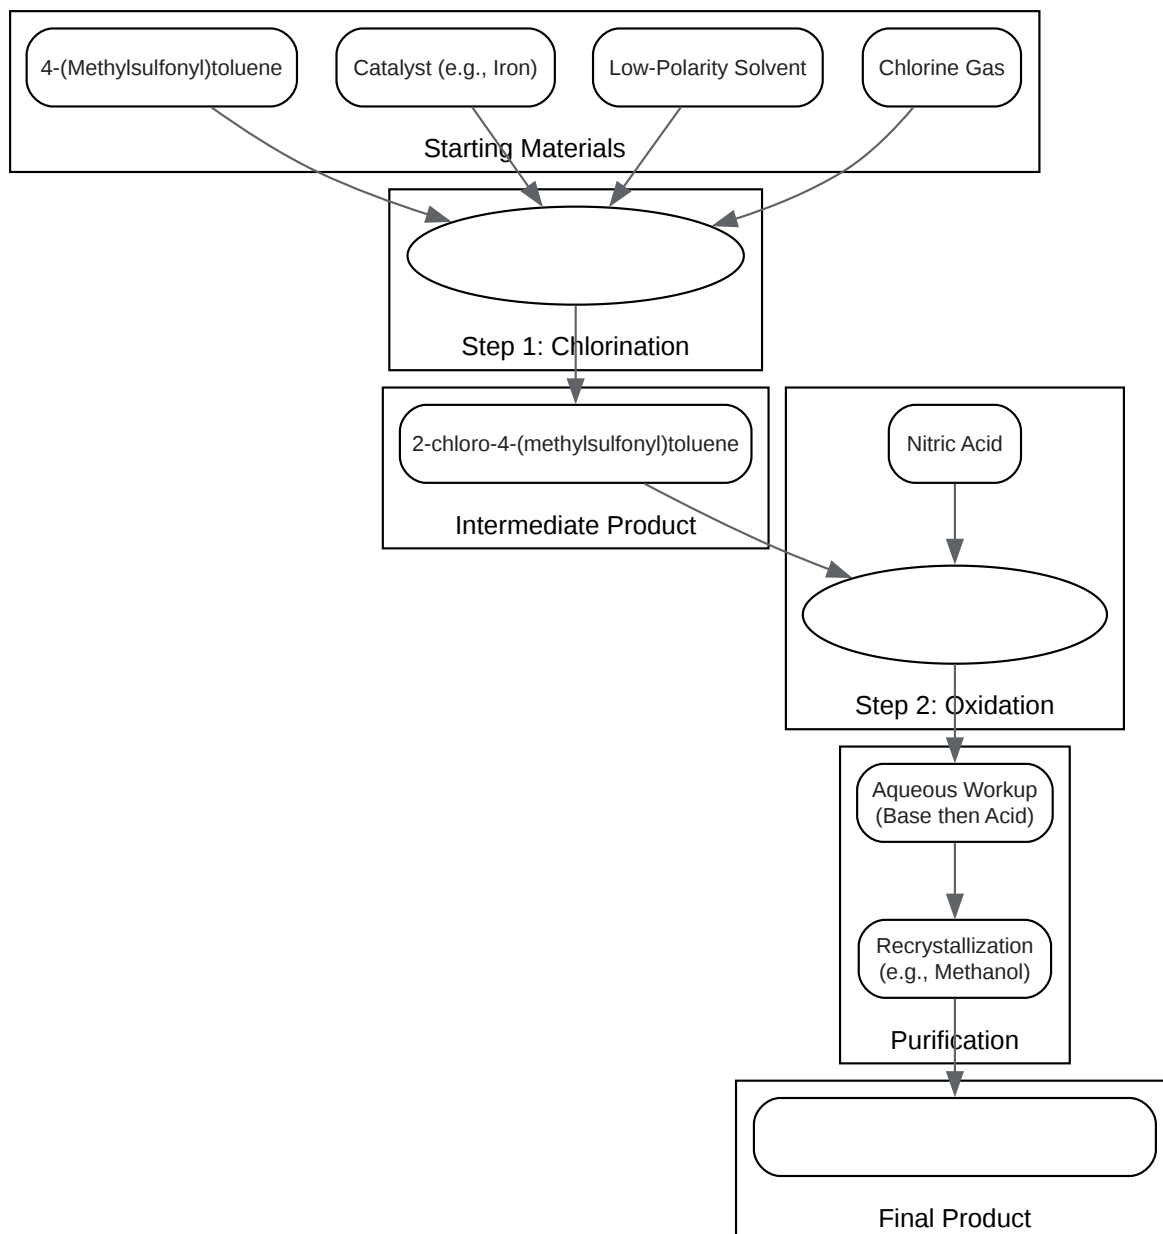 4-(Methylsulfonyl)toluene
Catalyst (e.g., Iron)
Low-Polarity Solvent
Chlorine Gas
Starting Materials
Step 1: Chlorination
2-chloro-4-(methylsulfonyl)toluene
Intermediate Product
Nitric Acid
Step 2: Oxidation
Aqueous Workup
(Base then Acid)
Recrystallization
(e.g., Methanol)
Purification
Final Product